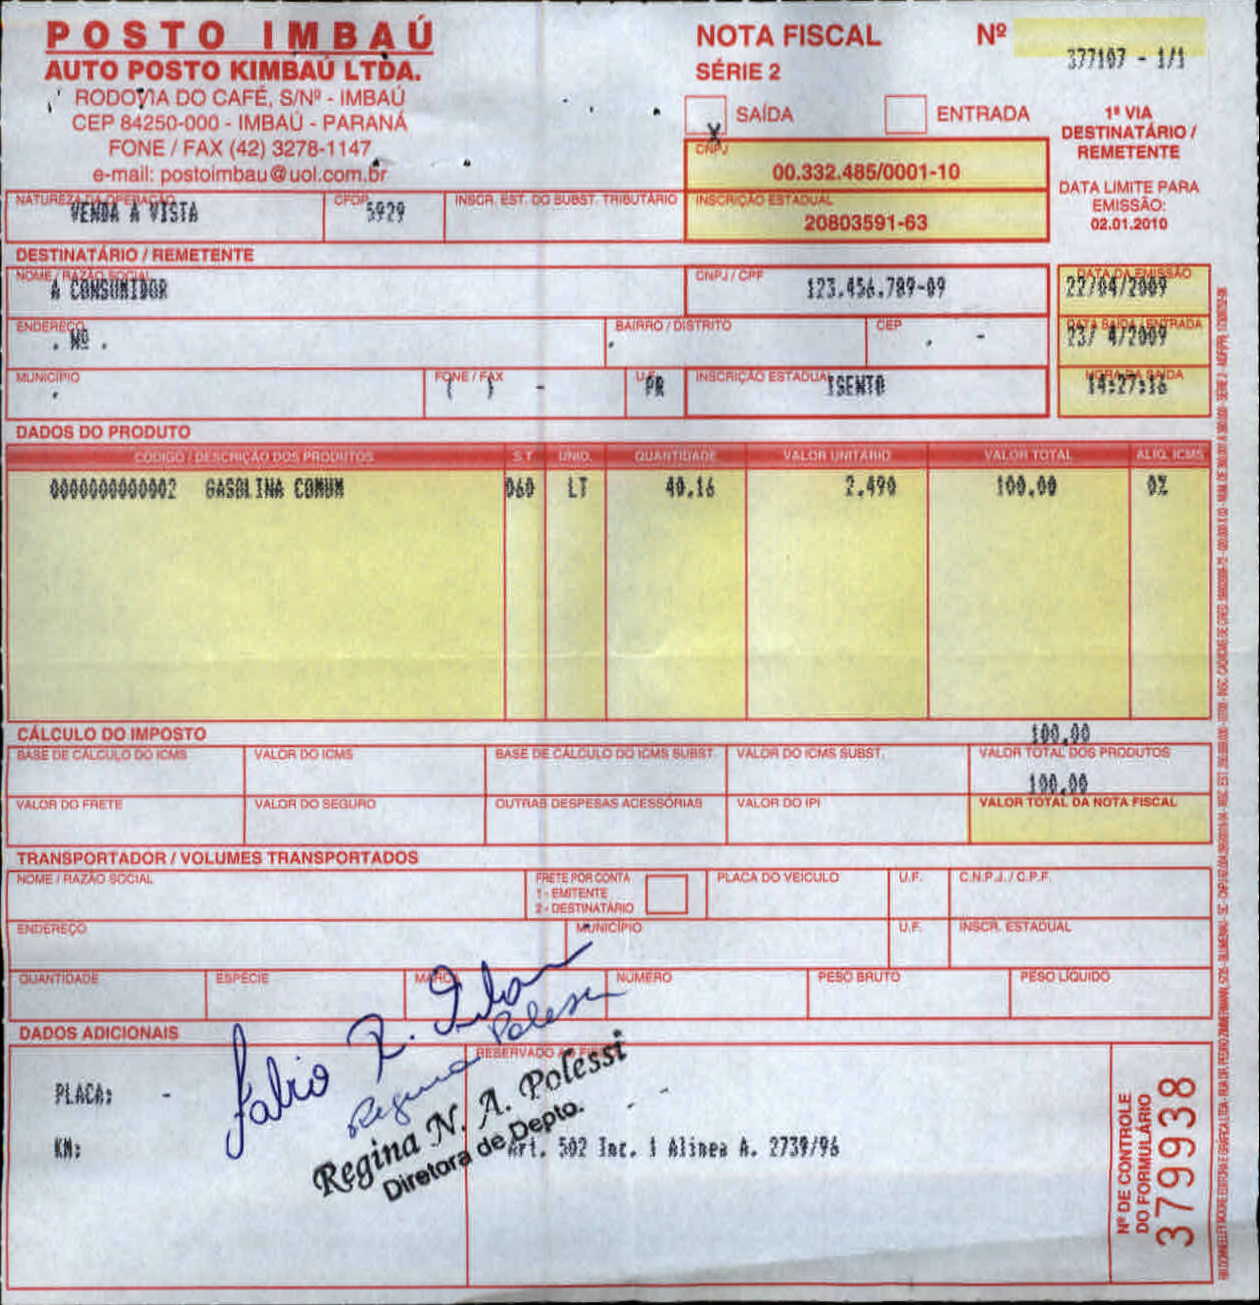 POSTO IMBAÚ
AUTO POSTO KIMBAÚ LTDA.
RODOVIA DO CAFÉ, S/Nº - IMBAÚ
CEP 84250-000 - IMBAÚ - PARANÁ
FONE / FAX (42) 3278-1147
e-mail: postoimbau@uol.com.br
NOTA FISCAL
SÉRIE 2
Nº 377107 - 1/1
X SAÍDA ENTRADA
1ª VIA
DESTINATÁRIO /
REMETENTE
DATA LIMITE PARA
EMISSÃO:
02.01.2010
CNPJ
00.332.485/0001-10
NATUREZA DA OPERAÇÃO CFOP INSCR. EST. DO SUBST. TRIBUTÁRIO INSCRIÇÃO ESTADUAL
VENDA A VISTA 5929 20803591-63
DESTINATÁRIO / REMETENTE
NOME / RAZÃO SOCIAL CNPJ / CPF DATA DA EMISSÃO
A CONSUMIDOR 123.456.789-09 22/04/2009
ENDEREÇO BAIRRO / DISTRITO CEP DATA SAÍDA / ENTRADA
. Nº . . . - 23/ 4/2009
MUNICÍPIO FONE / FAX U.F. INSCRIÇÃO ESTADUAL HORA DA SAÍDA
. ( ) - PR ISENTO 14:27:16
DADOS DO PRODUTO
CÓDIGO / DESCRIÇÃO DOS PRODUTOS S.T. UNID. QUANTIDADE VALOR UNITÁRIO VALOR TOTAL ALIQ. ICMS
0000000000002 GASOLINA COMUM 060 LT 40.16 2.490 100.00 0%
CÁLCULO DO IMPOSTO 100.00
BASE DE CÁLCULO DO ICMS VALOR DO ICMS BASE DE CÁLCULO DO ICMS SUBST. VALOR DO ICMS SUBST. VALOR TOTAL DOS PRODUTOS
100.00
VALOR DO FRETE VALOR DO SEGURO OUTRAS DESPESAS ACESSÓRIAS VALOR DO IPI VALOR TOTAL DA NOTA FISCAL
TRANSPORTADOR / VOLUMES TRANSPORTADOS
NOME / RAZÃO SOCIAL FRETE POR CONTA PLACA DO VEÍCULO U.F. C.N.P.J. / C.P.F.
1 - EMITENTE
2 - DESTINATÁRIO
ENDEREÇO MUNICÍPIO U.F. INSCR. ESTADUAL
QUANTIDADE ESPÉCIE NÚMERO PESO BRUTO PESO LÍQUIDO
DADOS ADICIONAIS
RESERVADO AO
PLACA: -
Fabio R.
Regina Polessi
Regina N. A. Polessi
Diretora de Depto.
KM: Art. 502 Inc. 1 Alinea A. 2739/96
Nº DE CONTROLE
DO FORMULÁRIO
379938